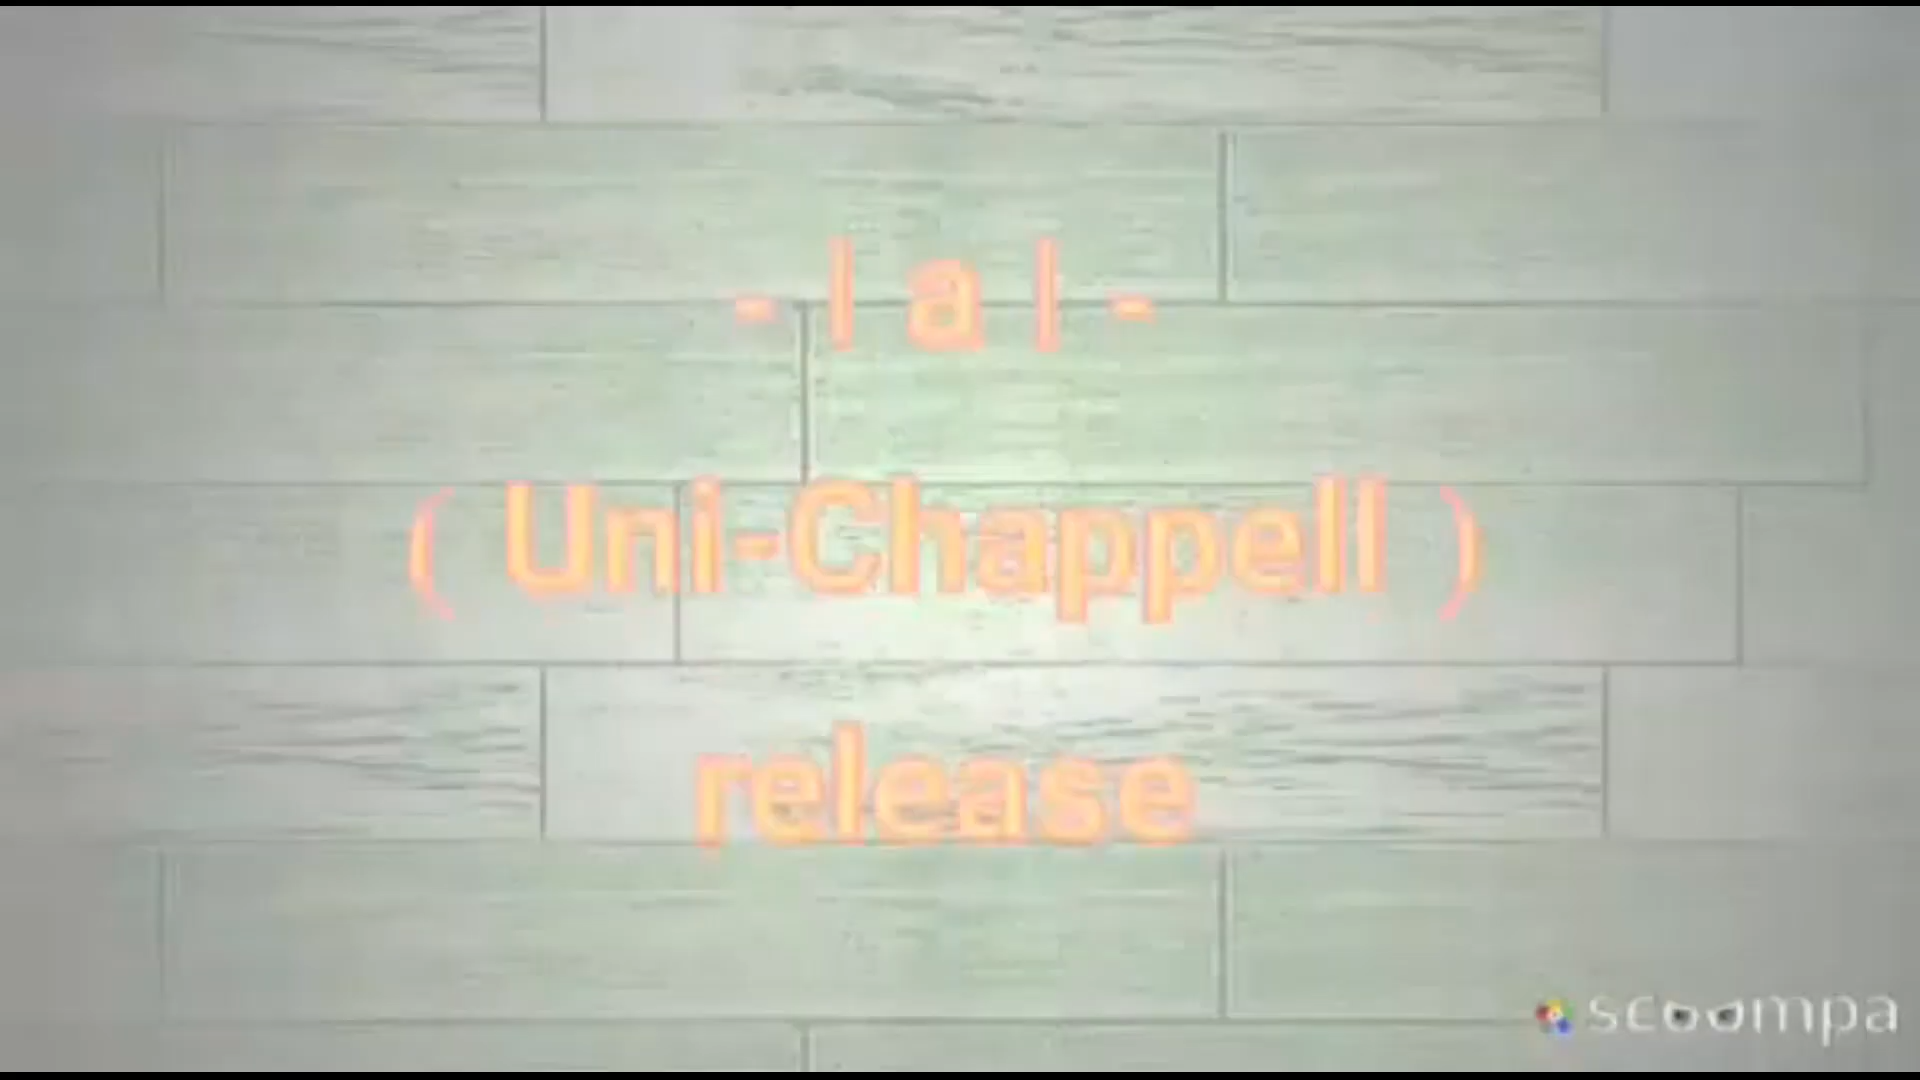 - l a l -
( Uni-Chappell )
release
scoompa